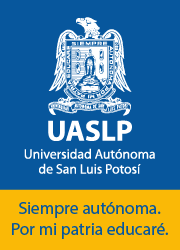 SIEMPRE
UASLP
Universidad Autónoma
de San Luis Potosí
Siempre autónoma.
Por mi patria educaré.